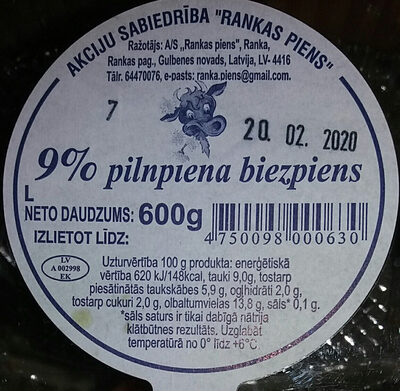 AKCIJU SABIEDRĪBA "RANKAS PIENS"
Ražotājs: A/S „Rankas piens", Ranka,
Rankas pag., Gulbenes novads, Latvija, LV- 4416
Tālr. 64470076, e-pasts: ranka.piens@gmail.com.
7
20. 02. 2020
9% pilnpiena biezpiens
L
NETO DAUDZUMS: 600g
IZLIETOT LĪDZ:
4 750098 000630
LV
A 002998
EK
Uzturvērtība 100 g produkta: enerģētiskā
vērtība 620 kJ/148kcal, tauki 9,0g, tostarp
piesātinātās taukskābes 5,9 g, ogļhidrāti 2,0 g,
tostarp cukuri 2,0 g, olbaltumvielas 13,8 g, sāls* 0,1 g.
*sāls saturs ir tikai dabīgā nātrija
klātbūtnes rezultāts. Uzglabāt
temperatūrā no 0° līdz +6°C